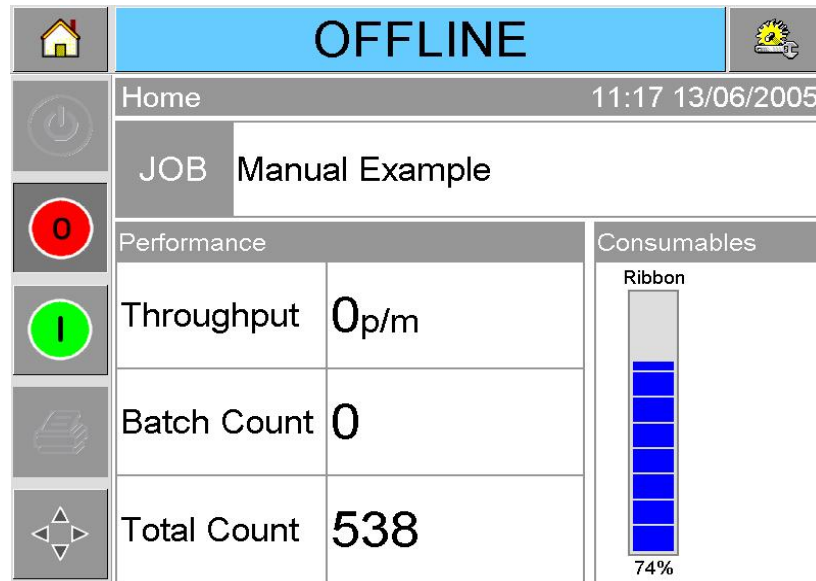 OFFLINE
Home 11:17 13/06/2005
JOB Manual Example
Performance Consumables
Ribbon
O
Throughput 0p/m
I
Batch Count 0
Total Count 538
74%